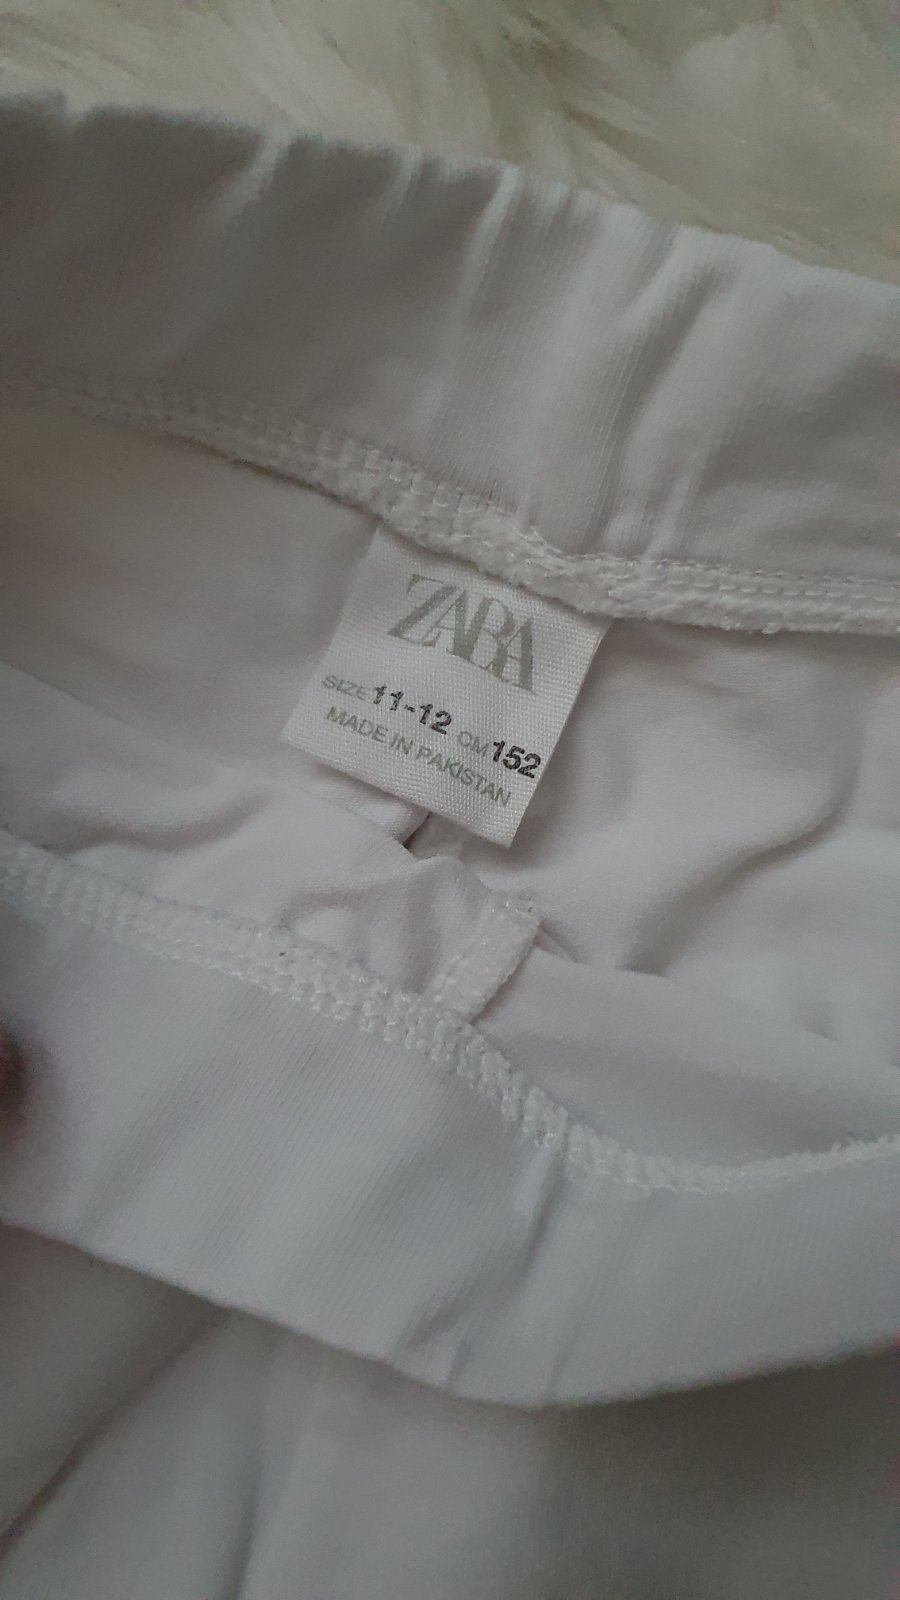 ZARA
SIZE 11-12 CM 152
MADE IN PAKISTAN